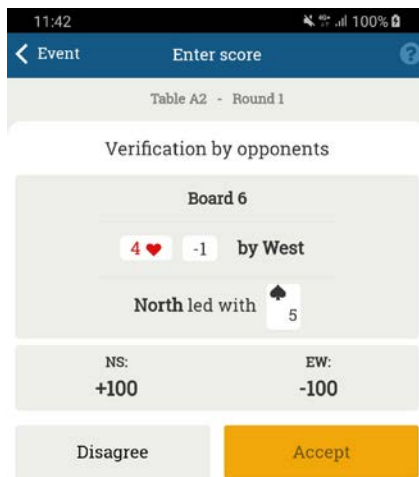 11:42 100%
Event Enter score ?
Table A2 - Round 1
Verification by opponents
Board 6
4♥ -1 by West
North led with ♠ 5
NS: EW:
+100 -100
Disagree Accept